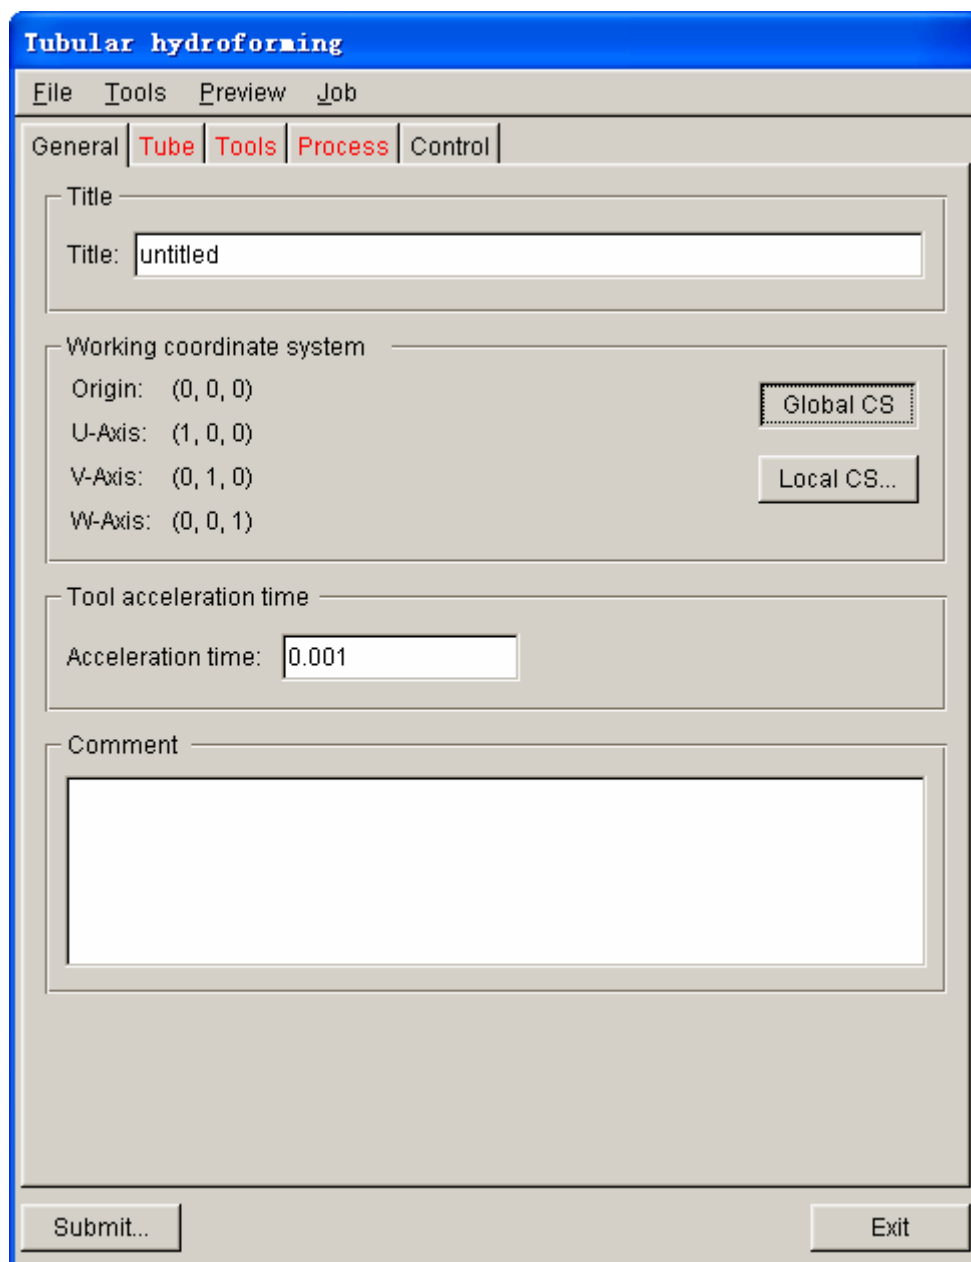 Tubular hydroforming
File Tools Preview Job
General Tube Tools Process Control
Title
Title: untitled
Working coordinate system
Origin: (0, 0, 0)
Global CS
U-Axis: (1, 0, 0)
V-Axis: (0, 1, 0)
Local CS...
W-Axis: (0, 0, 1)
Tool acceleration time
Acceleration time: 0.001
Comment
Submit... Exit